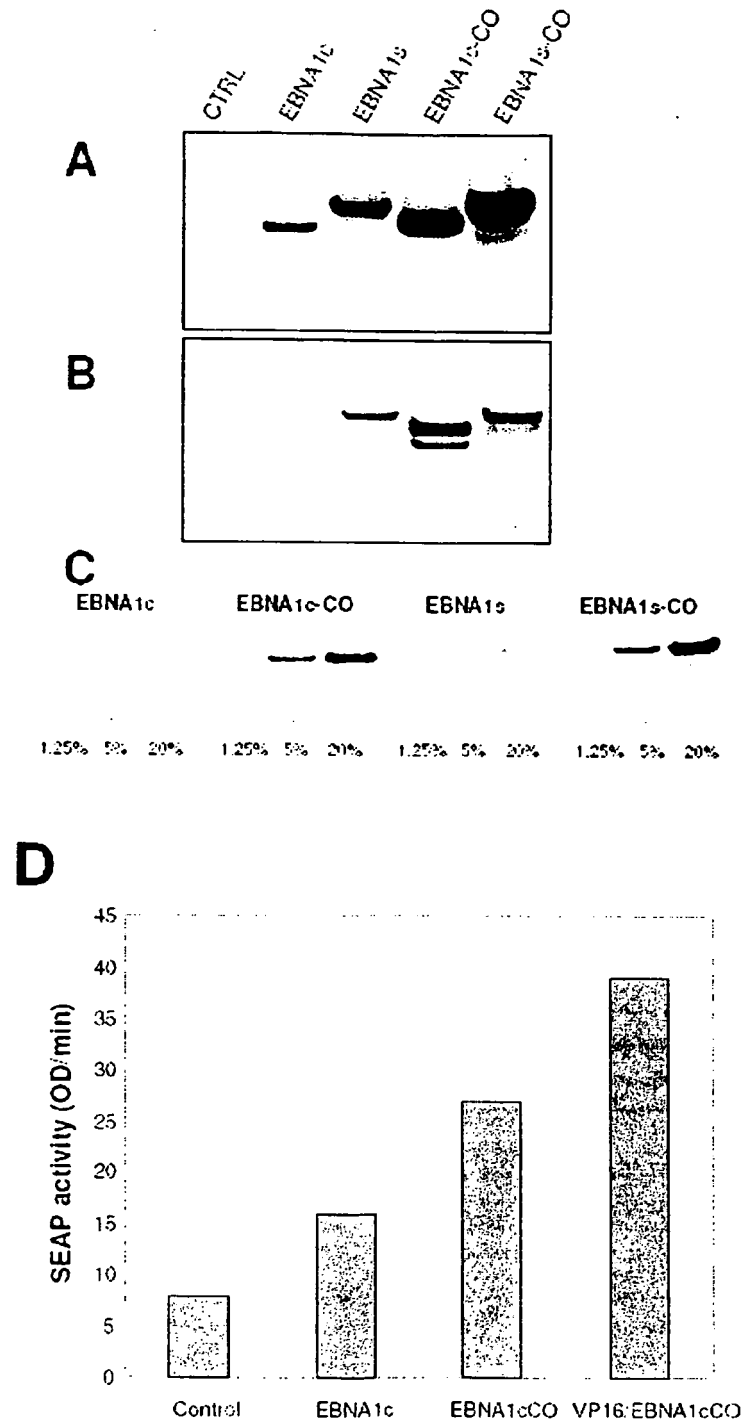 CTRL
EBNA1c
EBNA1s
EBNA1s-CO
EBNA1s-CO
A
B
C
EBNA1c EBNA1c-CO EBNA1s EBNA1s-CO
1.25% 5% 20% 1.25% 5% 20% 1.25% 5% 20% 1.25% 5% 20%
D
SEAP activity (OD/min)
45
40
35
30
25
20
15
10
5
0
Control EBNA1c EBNA1cCO VP16:EBNA1cCO